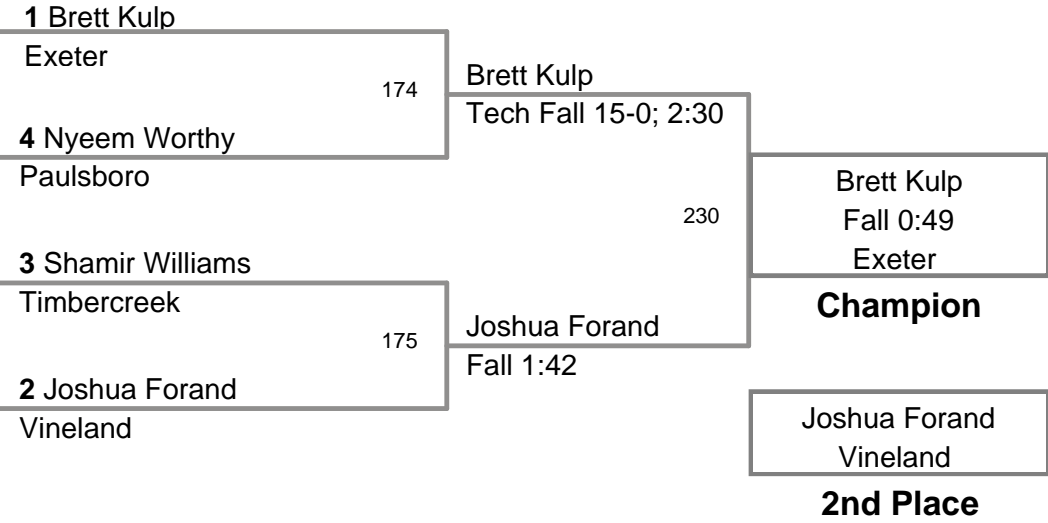 1 Brett Kulp
Exeter
174
4 Nyeem Worthy
Paulsboro
Brett Kulp
Tech Fall 15-0; 2:30
3 Shamir Williams
Timbercreek
175
2 Joshua Forand
Vineland
Joshua Forand
Fall 1:42
230
Brett Kulp
Fall 0:49
Exeter
Champion
Joshua Forand
Vineland
2nd Place